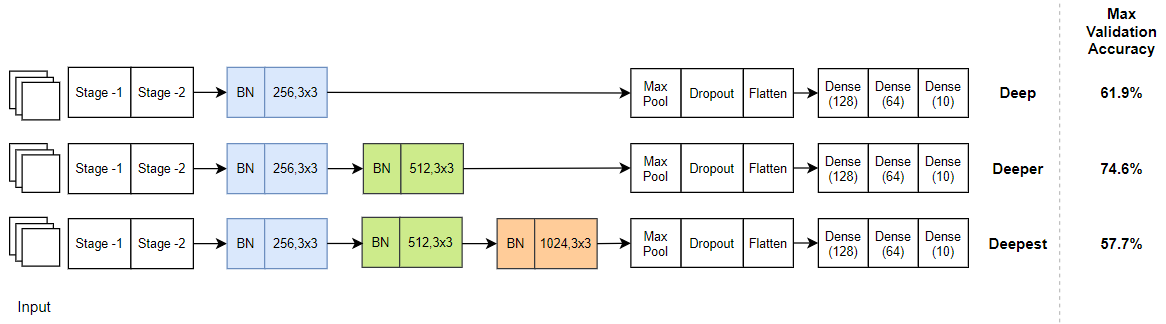 Max
Validation
Accuracy
Stage -1 Stage -2 BN 256,3x3 Max Pool Dropout Flatten Dense (128) Dense (64) Dense (10) Deep 61.9%
Stage -1 Stage -2 BN 256,3x3 BN 512,3x3 Max Pool Dropout Flatten Dense (128) Dense (64) Dense (10) Deeper 74.6%
Stage -1 Stage -2 BN 256,3x3 BN 512,3x3 BN 1024,3x3 Max Pool Dropout Flatten Dense (128) Dense (64) Dense (10) Deepest 57.7%
Input